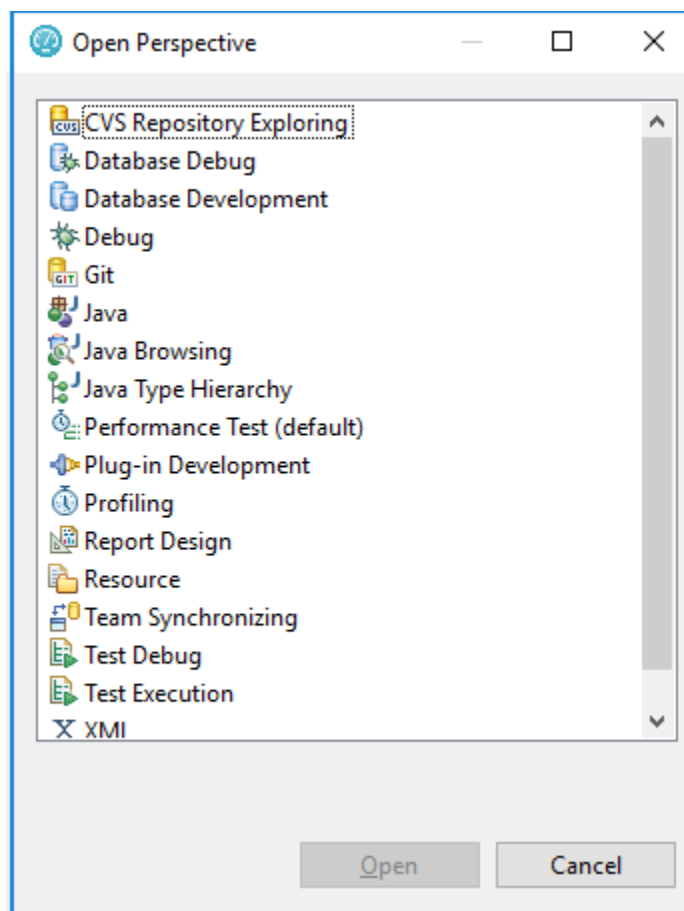 Open Perspective
CVS Repository Exploring
Database Debug
Database Development
Debug
GIT Git
Java
Java Browsing
Java Type Hierarchy
Performance Test (default)
Plug-in Development
Profiling
Report Design
Resource
Team Synchronizing
Test Debug
Test Execution
XML
Open
Cancel